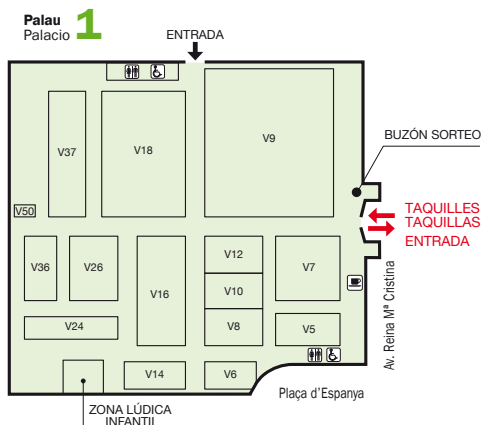 Palau
Palacio
1
ENTRADA
V37
V18
V9
BUZÓN SORTEO
V50
TAQUILLES
TAQUILLAS
ENTRADA
V36
V26
V16
V12
V10
V8
V7
V24
V5
V14
V6
Av. Reina Mª Cristina
Plaça d'Espanya
ZONA LÚDICA
INFANTIL